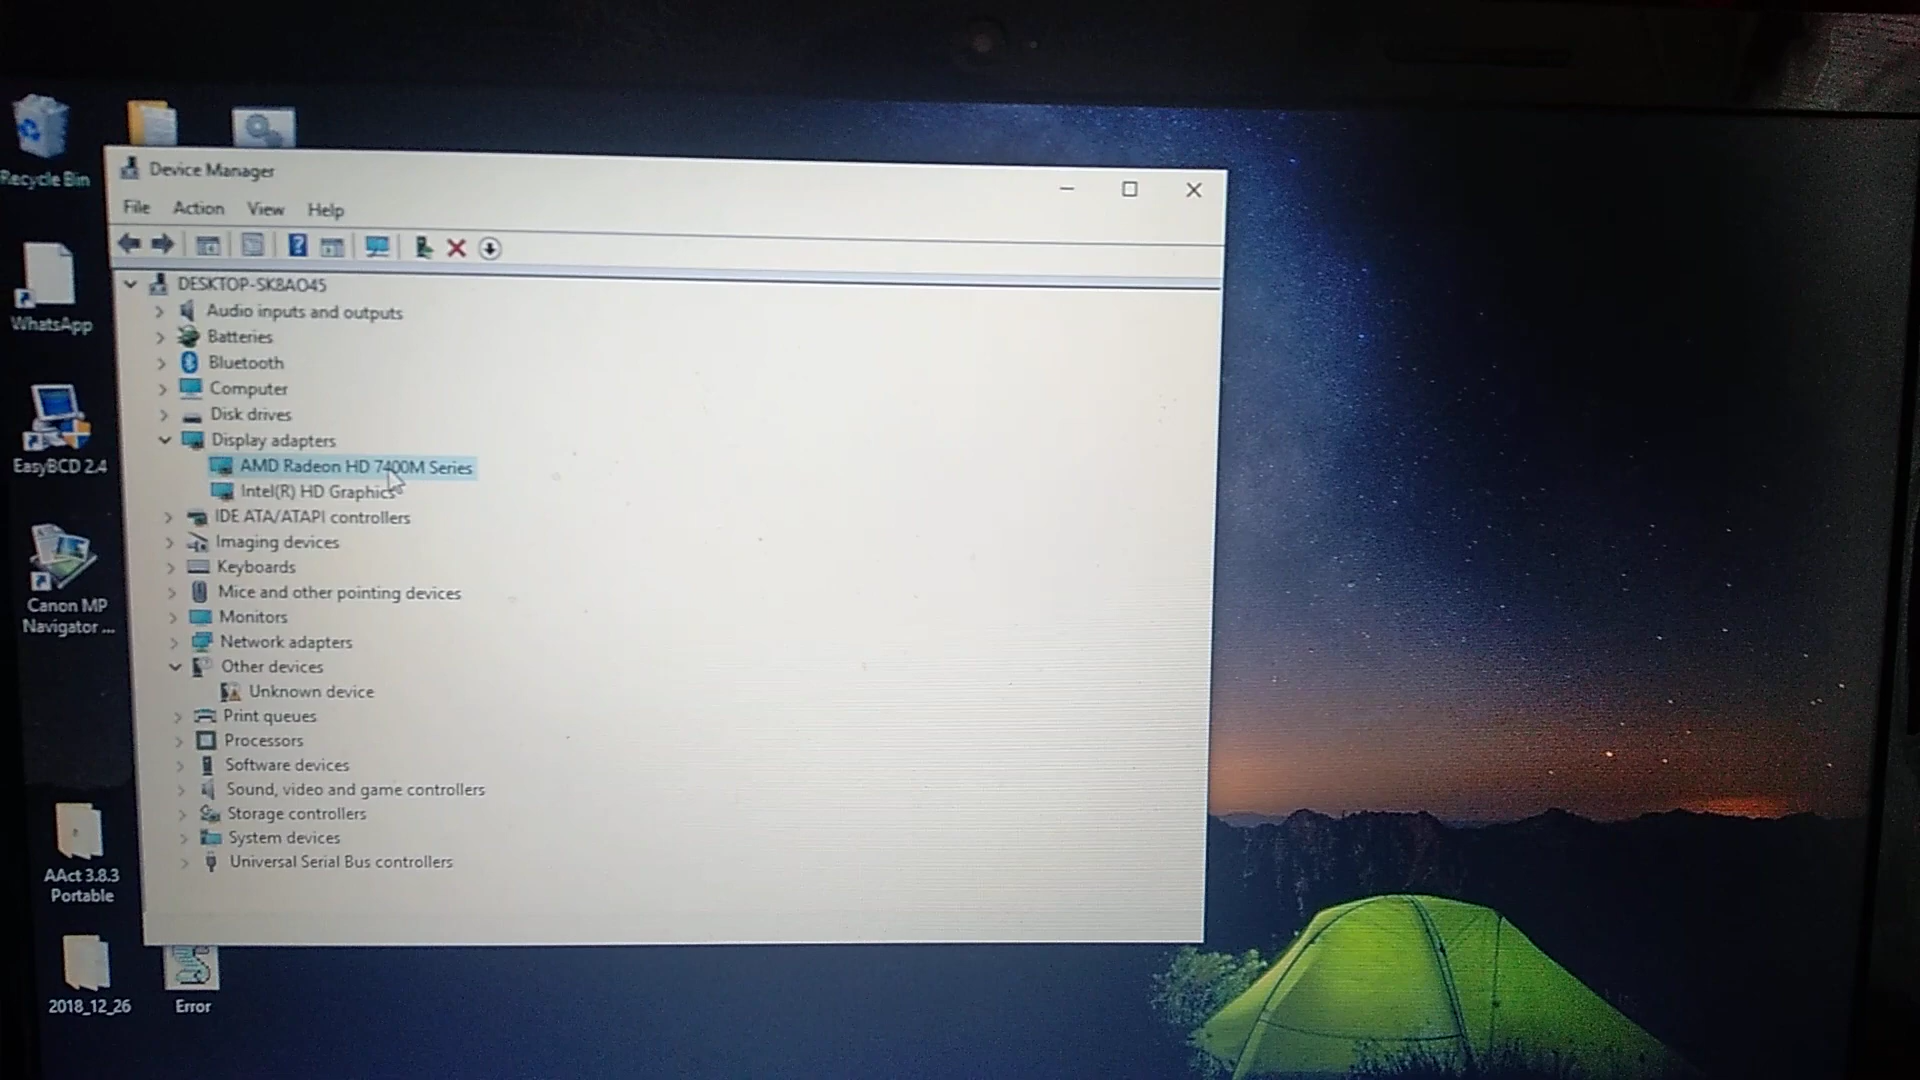 Recycle Bin
WhatsApp
EasyBCD 2.4
Canon MP
Navigator ...
AAct 3.8.3
Portable
2018_12_26
Error
Device Manager
File Action View Help
DESKTOP-SK8AO45
Audio inputs and outputs
Batteries
Bluetooth
Computer
Disk drives
Display adapters
AMD Radeon HD 7400M Series
Intel(R) HD Graphics
IDE ATA/ATAPI controllers
Imaging devices
Keyboards
Mice and other pointing devices
Monitors
Network adapters
Other devices
Unknown device
Print queues
Processors
Software devices
Sound, video and game controllers
Storage controllers
System devices
Universal Serial Bus controllers